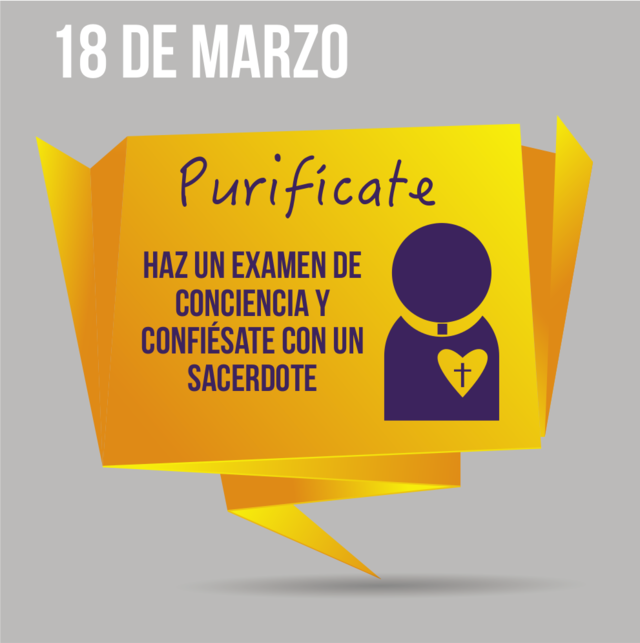 18 DE MARZO
Purifícate
HAZ UN EXAMEN DE
CONCIENCIA Y
CONFIÉSATE CON UN
SACERDOTE